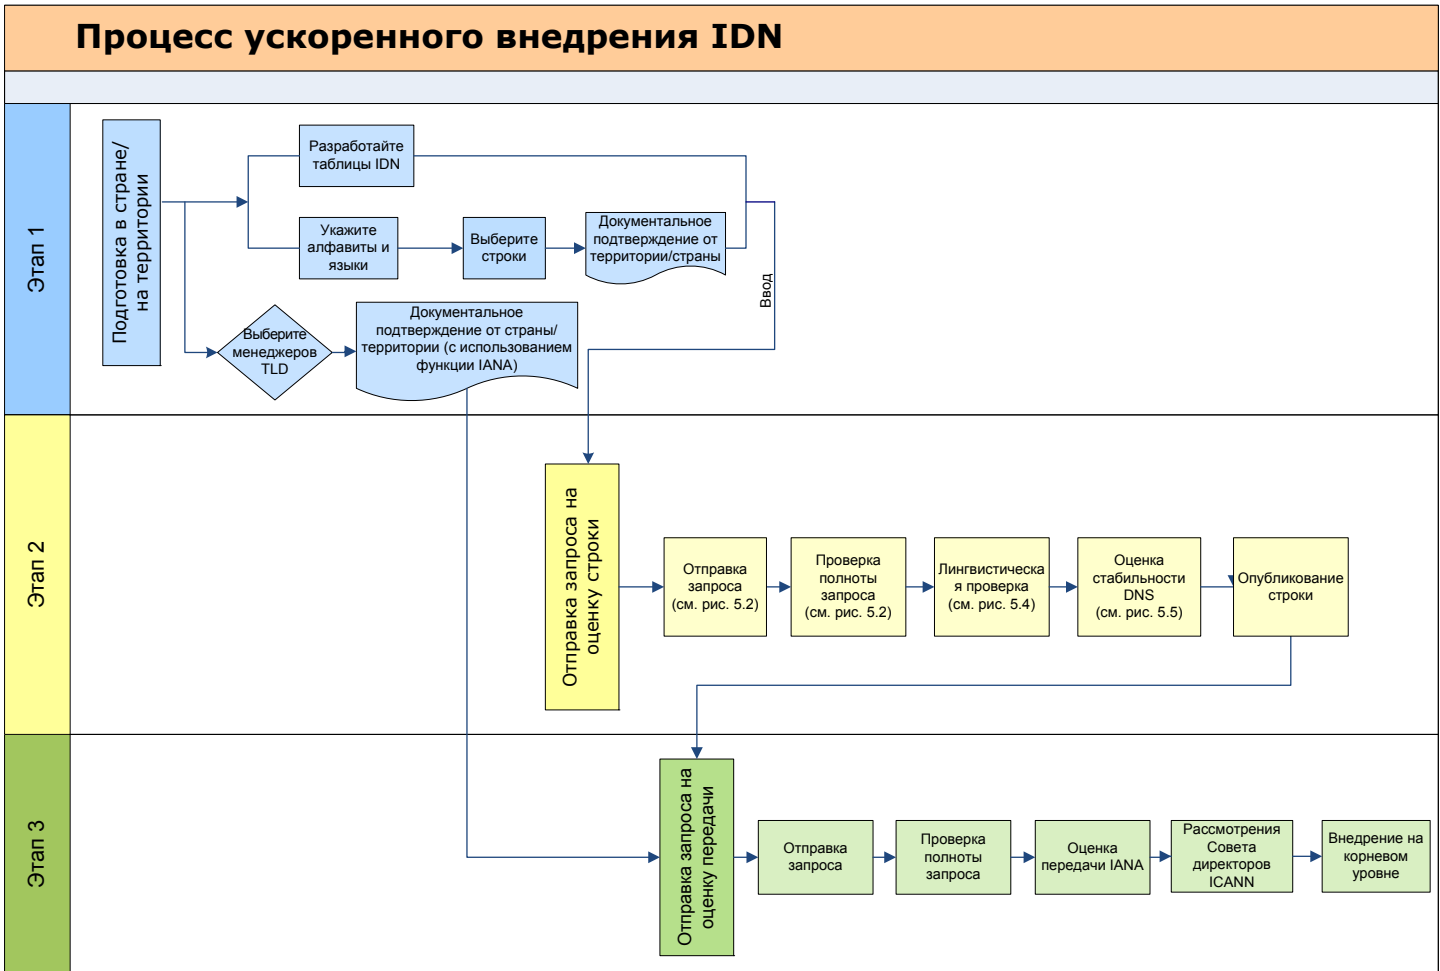 Процесс ускоренного внедрения IDN
Этап 1
Подготовка в стране/
на территории
Разработайте
таблицы IDN
Укажите
алфавиты и
языки
Выберите
строки
Документальное
подтверждение от
территории/страны
Ввод
Выберите
менеджеров
TLD
Документальное
подтверждение от страны/
территории (с использованием
функции IANA)
Этап 2
Отправка запроса на
оценку строки
Отправка
запроса
(см. рис. 5.2)
Проверка
полноты
запроса
(см. рис. 5.2)
Лингвистическа
я проверка
(см. рис. 5.4)
Оценка
стабильности
DNS
(см. рис. 5.5)
Опубликование
строки
Этап 3
Отправка запроса на
оценку передачи
Отправка
запроса
Проверка
полноты
запроса
Оценка
передачи IANA
Рассмотрения
Совета
директоров
ICANN
Внедрение на
корневом
уровне